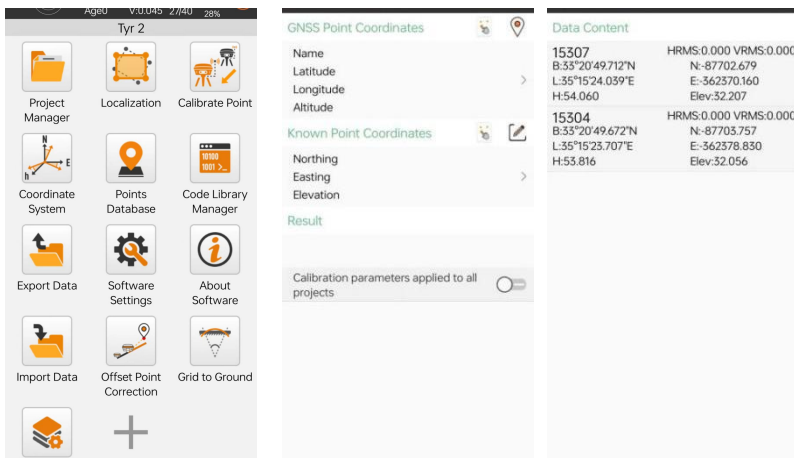 Age0 V:0.045 27/40 28%
Tyr 2
Project
Manager
Localization
Calibrate Point
N
E
h
Coordinate
System
Points
Database
10100
1001 >_
Code Library
Manager
Export Data
Software
Settings
About
Software
Import Data
Offset Point
Correction
Grid to Ground
GNSS Point Coordinates
Name
Latitude
Longitude
Altitude
Known Point Coordinates
Northing
Easting
Elevation
Result
Calibration parameters applied to all
projects
Data Content
15307 HRMS:0.000 VRMS:0.000
B:33°20'49.712"N N:-87702.679
L:35°15'24.039"E E:-362370.160
H:54.060 Elev:32.207
15304 HRMS:0.000 VRMS:0.000
B:33°20'49.672"N N:-87703.757
L:35°15'23.707"E E:-362378.830
H:53.816 Elev:32.056